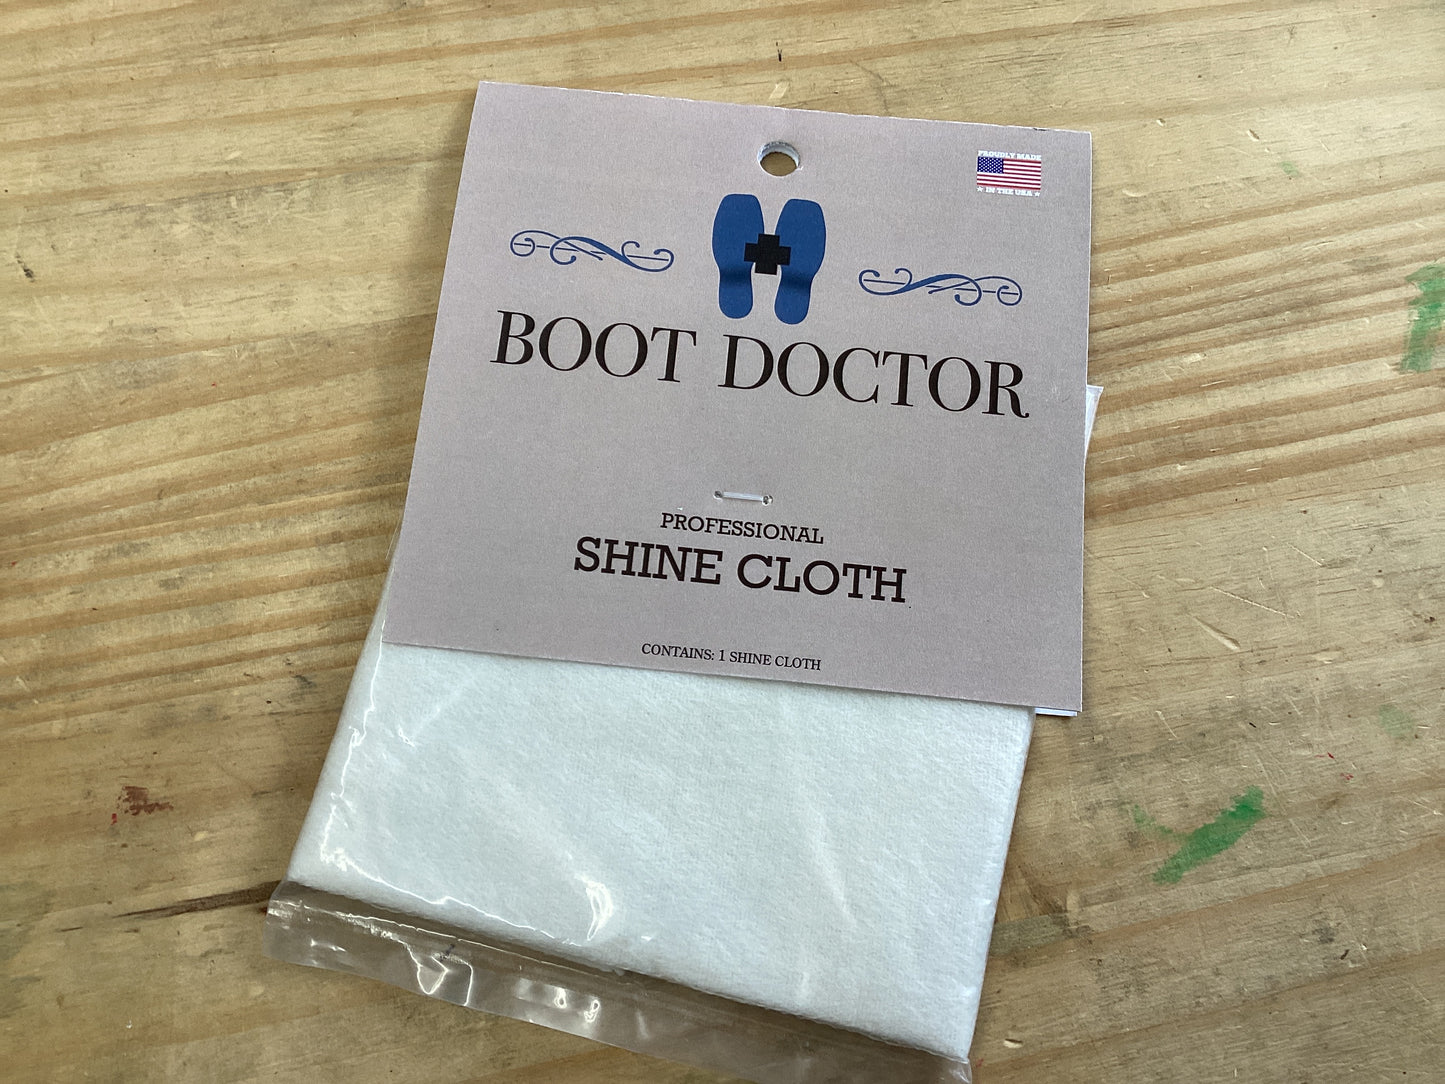 PROUDLY MADE
IN THE USA
BOOT DOCTOR
PROFESSIONAL
SHINE CLOTH
CONTAINS: 1 SHINE CLOTH